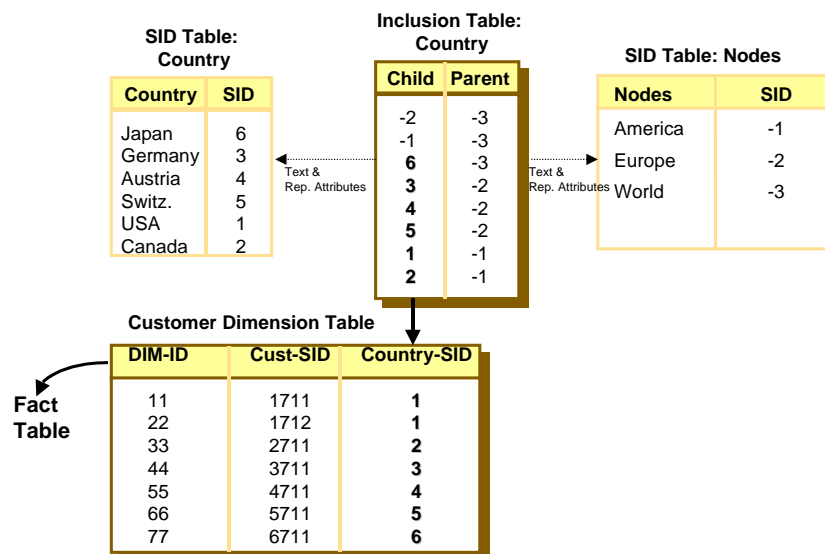 SID Table:
Country
Country SID
Japan 6
Germany 3
Austria 4
Switz. 5
USA 1
Canada 2
Text &
Rep. Attributes
Inclusion Table:
Country
Child Parent
-2 -3
-1 -3
6 -3
3 -2
4 -2
5 -2
1 -1
2 -1
Text &
Rep. Attributes
SID Table: Nodes
Nodes SID
America -1
Europe -2
World -3
Customer Dimension Table
DIM-ID Cust-SID Country-SID
11 1711 1
22 1712 1
33 2711 2
44 3711 3
55 4711 4
66 5711 5
77 6711 6
Fact
Table